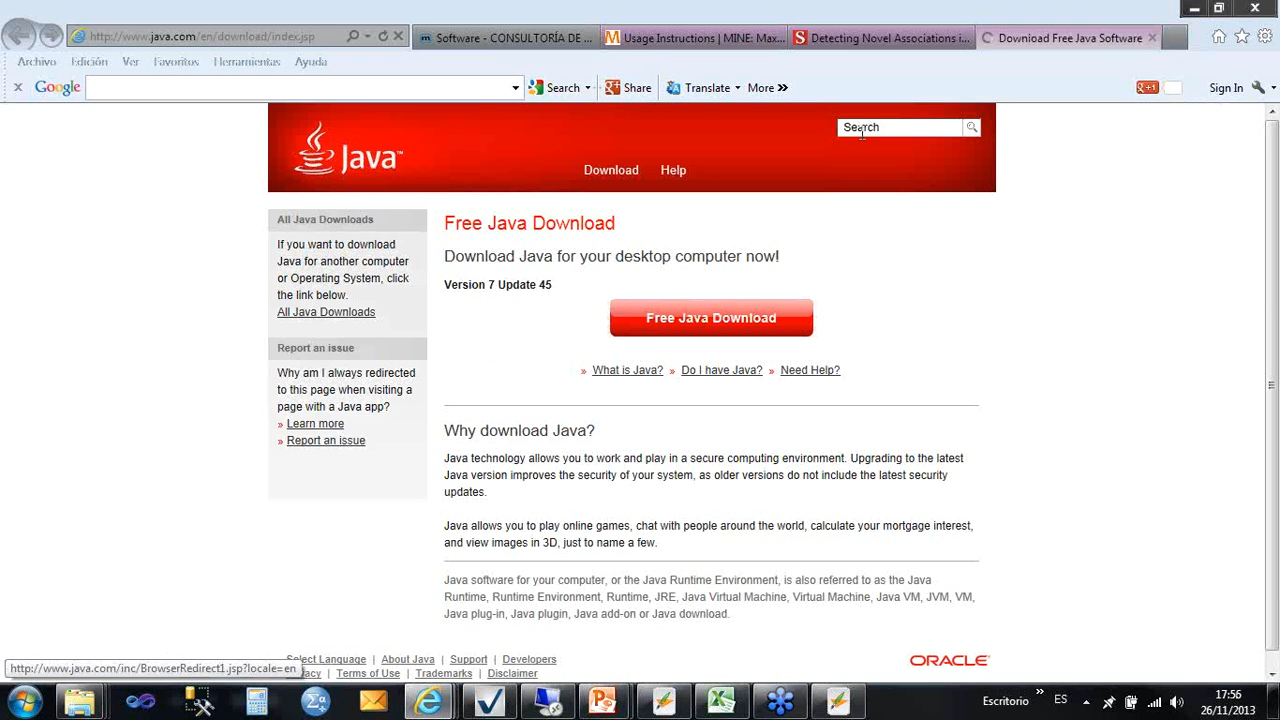 http://www.java.com/en/download/index.jsp
Software - CONSULTORÍA DE ...
Usage Instructions | MINE: Max...
Detecting Novel Associations i...
Download Free Java Software
Archivo Edición Ver Favoritos Herramientas Ayuda
Google Search Share Translate More » +1 Sign In
Java™
Search
Download Help
All Java Downloads
If you want to download
Java for another computer
or Operating System, click
the link below.
All Java Downloads
Report an issue
Why am I always redirected
to this page when visiting a
page with a Java app?
» Learn more
» Report an issue
Free Java Download
Download Java for your desktop computer now!
Version 7 Update 45
Free Java Download
» What is Java? » Do I have Java? » Need Help?
Why download Java?
Java technology allows you to work and play in a secure computing environment. Upgrading to the latest
Java version improves the security of your system, as older versions do not include the latest security
updates.
Java allows you to play online games, chat with people around the world, calculate your mortgage interest,
and view images in 3D, just to name a few.
Java software for your computer, or the Java Runtime Environment, is also referred to as the Java
Runtime, Runtime Environment, Runtime, JRE, Java Virtual Machine, Virtual Machine, Java VM, JVM, VM,
Java plug-in, Java plugin, Java add-on or Java download.
Select Language | About Java | Support | Developers
| Terms of Use | Trademarks | Disclaimer
ORACLE
http://www.java.com/inc/BrowserRedirect1.jsp?locale=en
Escritorio » ES
17:56
26/11/2013